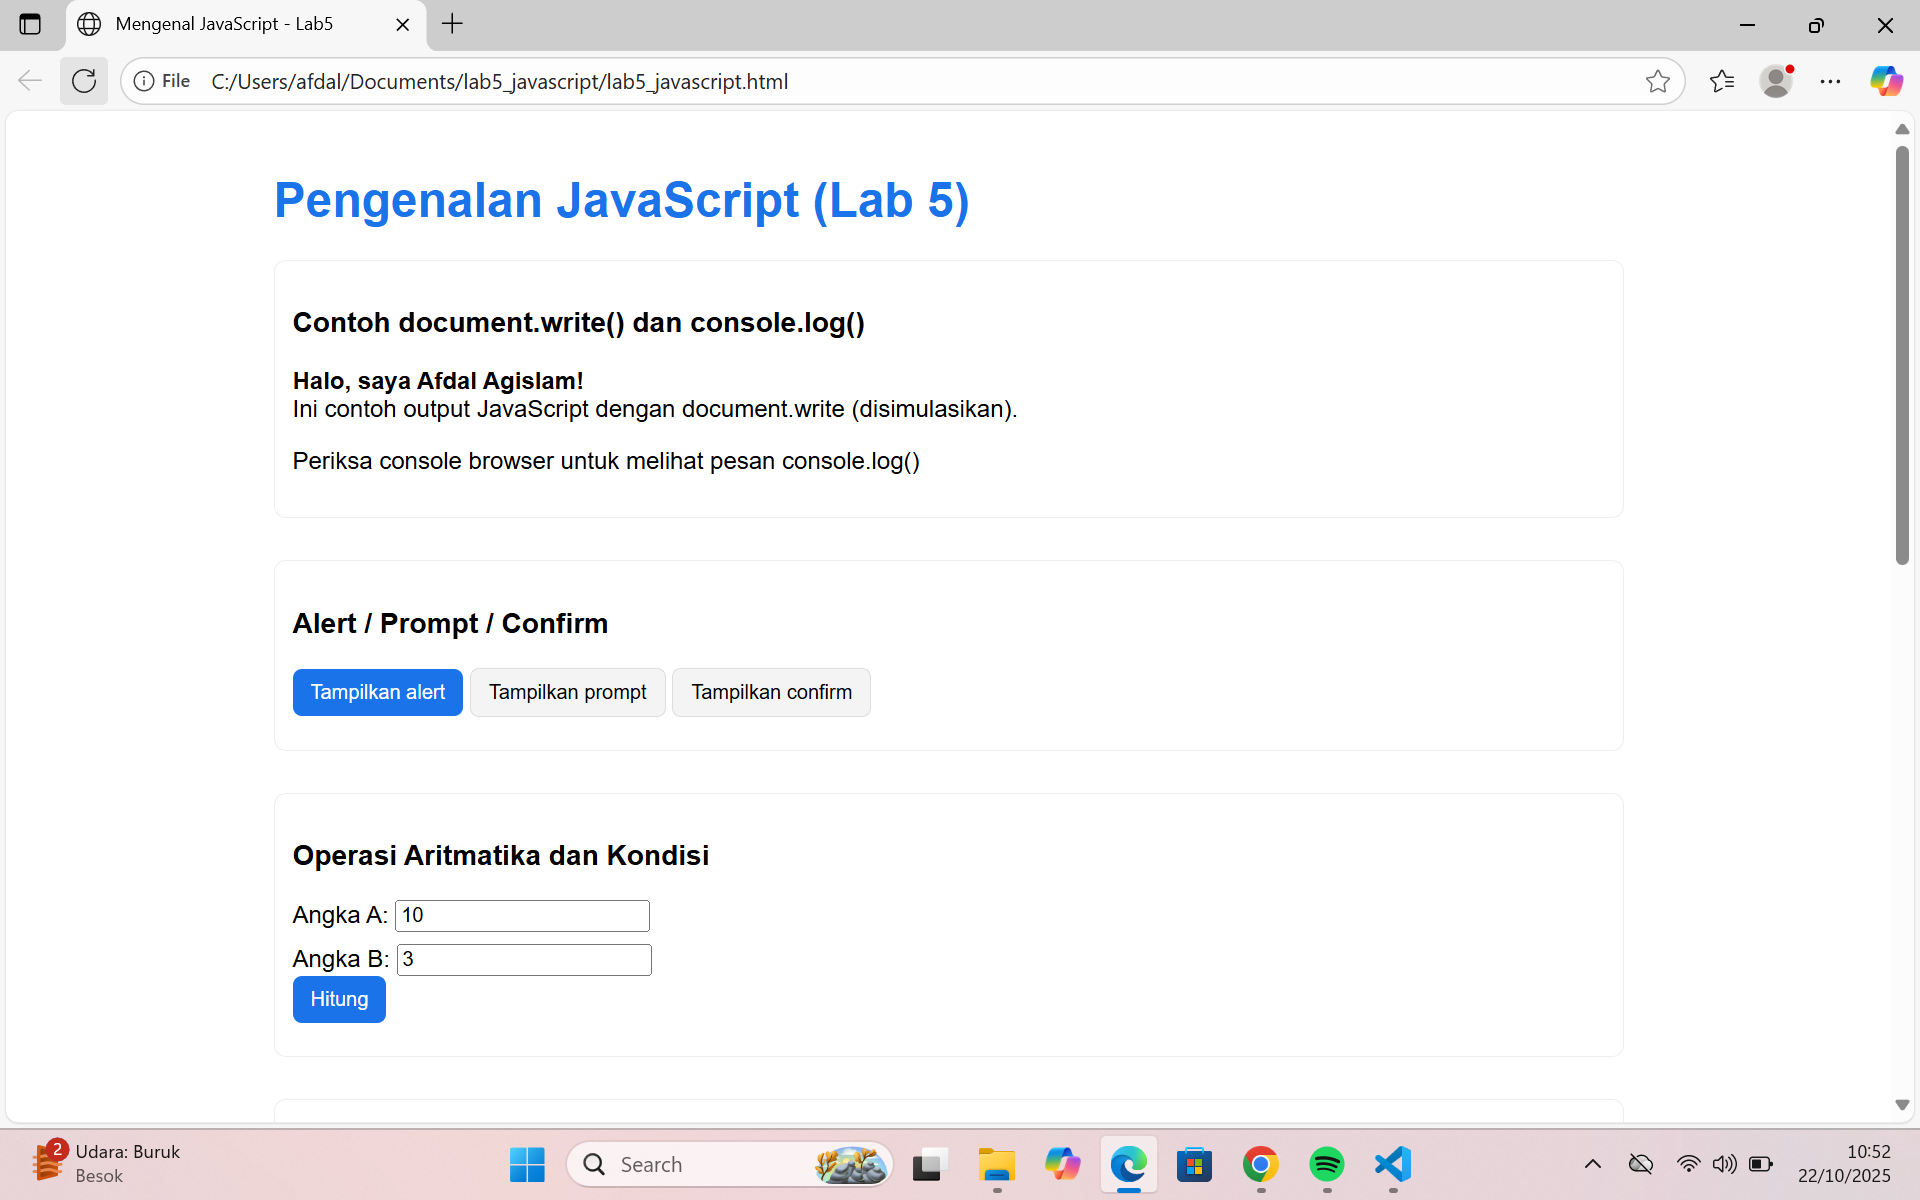 Mengenal JavaScript - Lab5
File C:/Users/afdal/Documents/lab5_javascript/lab5_javascript.html
Pengenalan JavaScript (Lab 5)
Contoh document.write() dan console.log()
Halo, saya Afdal Agislam!
Ini contoh output JavaScript dengan document.write (disimulasikan).
Periksa console browser untuk melihat pesan console.log()
Alert / Prompt / Confirm
Tampilkan alert Tampilkan prompt Tampilkan confirm
Operasi Aritmatika dan Kondisi
Angka A: 10
Angka B: 3
Hitung
2
Udara: Buruk
Besok
Search
10:52
22/10/2025